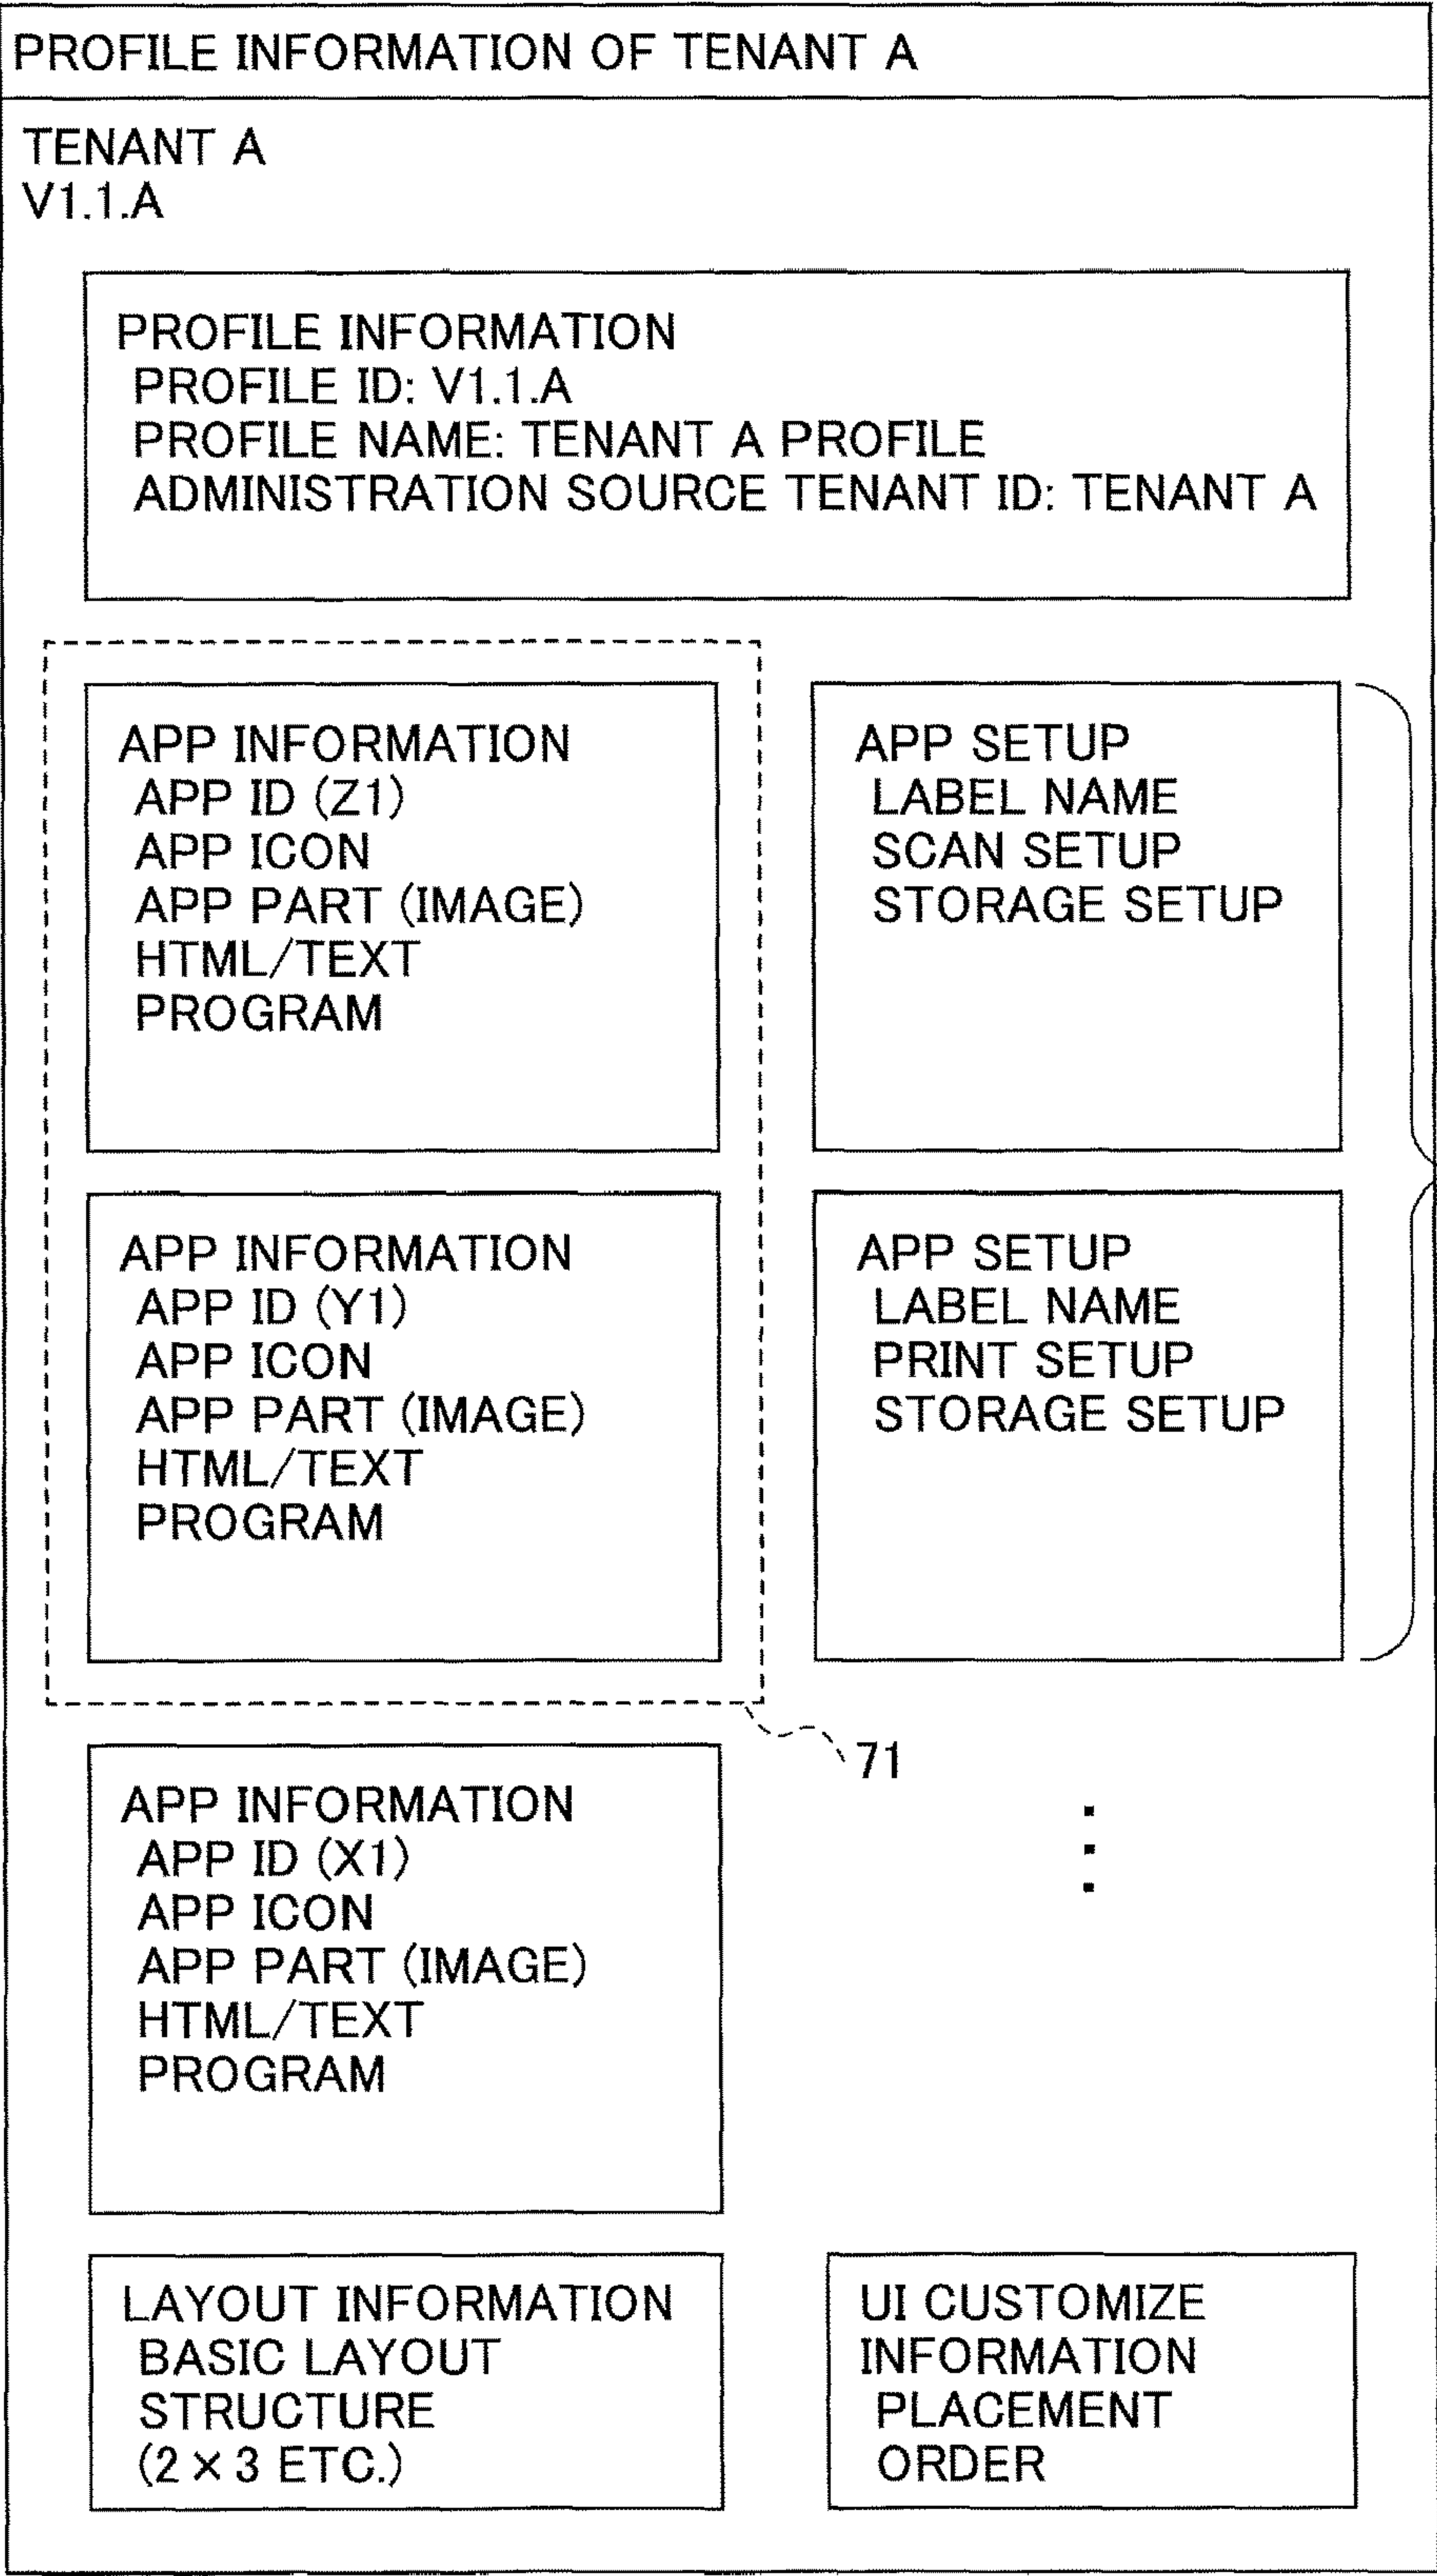 PROFILE INFORMATION OF TENANT A
TENANT A
V1.1.A
PROFILE INFORMATION
PROFILE ID: V1.1.A
PROFILE NAME: TENANT A PROFILE
ADMINISTRATION SOURCE TENANT ID: TENANT A
APP INFORMATION
APP ID (Z1)
APP ICON
APP PART (IMAGE)
HTML/TEXT
PROGRAM
APP SETUP
LABEL NAME
SCAN SETUP
STORAGE SETUP
APP INFORMATION
APP ID (Y1)
APP ICON
APP PART (IMAGE)
HTML/TEXT
PROGRAM
APP SETUP
LABEL NAME
PRINT SETUP
STORAGE SETUP
71
APP INFORMATION
APP ID (X1)
APP ICON
APP PART (IMAGE)
HTML/TEXT
PROGRAM
LAYOUT INFORMATION
BASIC LAYOUT
STRUCTURE
(2 × 3 ETC.)
UI CUSTOMIZE
INFORMATION
PLACEMENT
ORDER